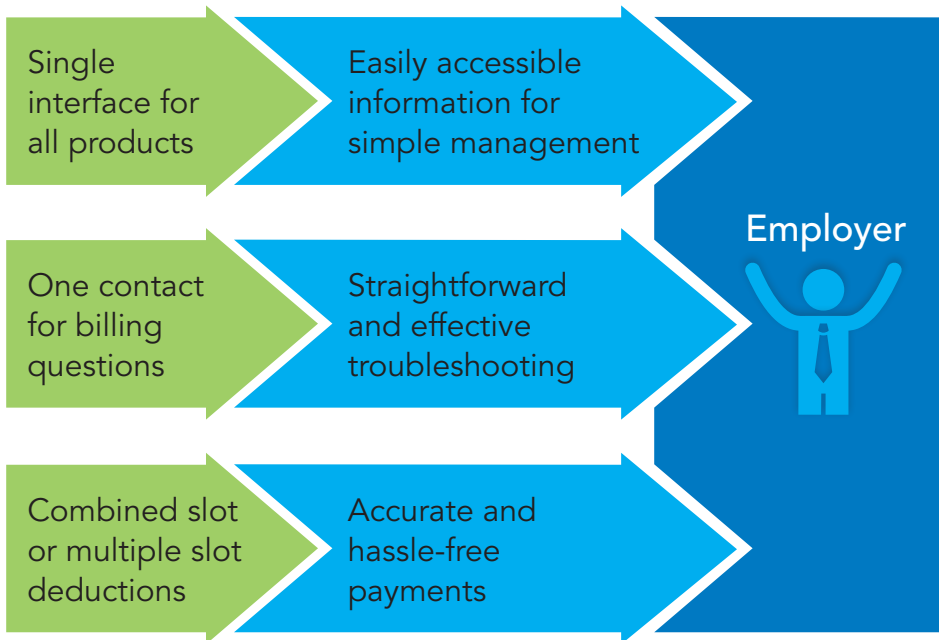 Single
interface for
all products
Easily accessible
information for
simple management
One contact
for billing
questions
Straightforward
and effective
troubleshooting
Combined slot
or multiple slot
deductions
Accurate and
hassle-free
payments
Employer